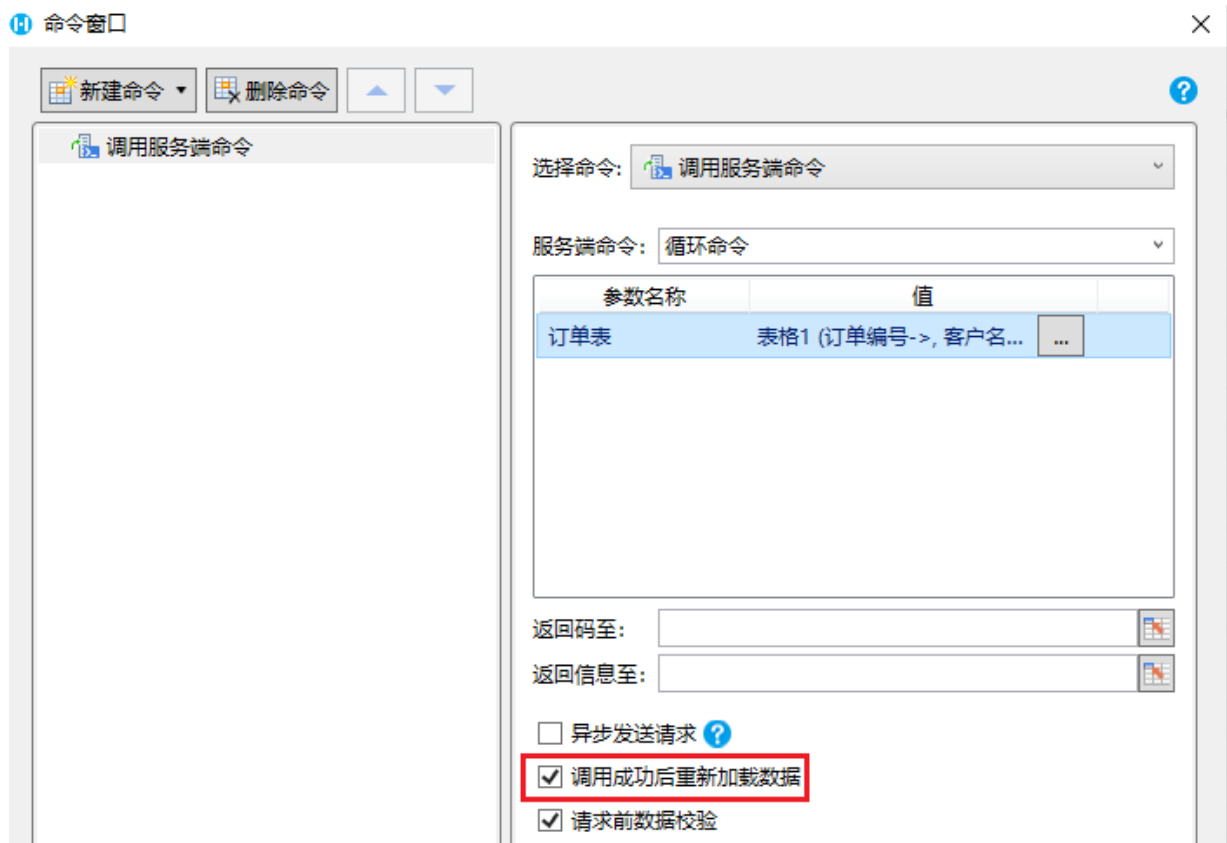 命令窗口
新建命令 删除命令
调用服务端命令
选择命令: 调用服务端命令
服务端命令: 循环命令
参数名称 值
订单表 表格1 (订单编号->, 客户名... ...
返回码至:
返回信息至:
异步发送请求
调用成功后重新加载数据
请求前数据校验